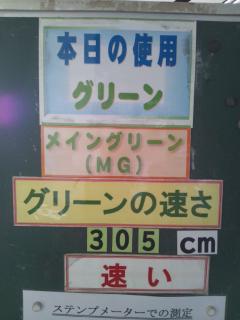 本日の使用
グリーン
メイングリーン
(MG)
グリーンの速さ
305 cm
速い
ステンプメーターでの測定